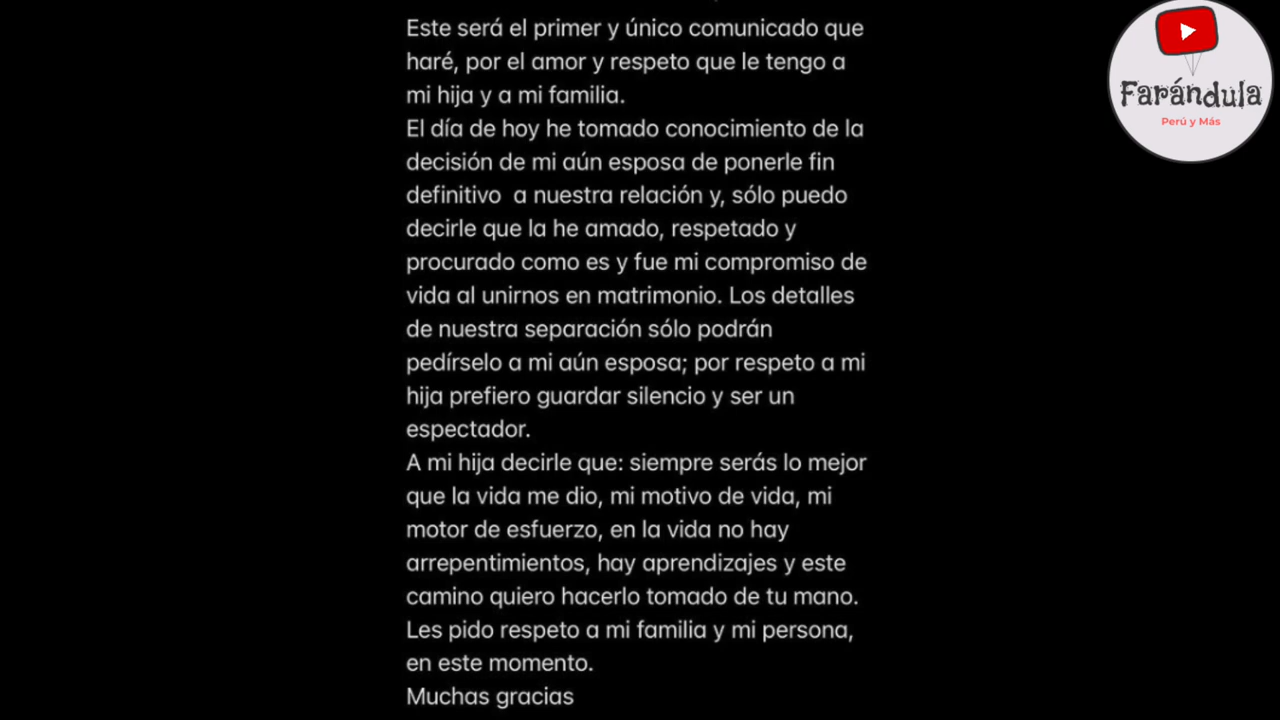 Este será el primer y único comunicado que
haré, por el amor y respeto que le tengo a
mi hija y a mi familia.
El día de hoy he tomado conocimiento de la
decisión de mi aún esposa de ponerle fin
definitivo  a nuestra relación y, sólo puedo
decirle que la he amado, respetado y
procurado como es y fue mi compromiso de
vida al unirnos en matrimonio. Los detalles
de nuestra separación sólo podrán
pedírselo a mi aún esposa; por respeto a mi
hija prefiero guardar silencio y ser un
espectador.
A mi hija decirle que: siempre serás lo mejor
que la vida me dio, mi motivo de vida, mi
motor de esfuerzo, en la vida no hay
arrepentimientos, hay aprendizajes y este
camino quiero hacerlo tomado de tu mano.
Les pido respeto a mi familia y mi persona,
en este momento.
Muchas gracias
Farándula
Perú y Más